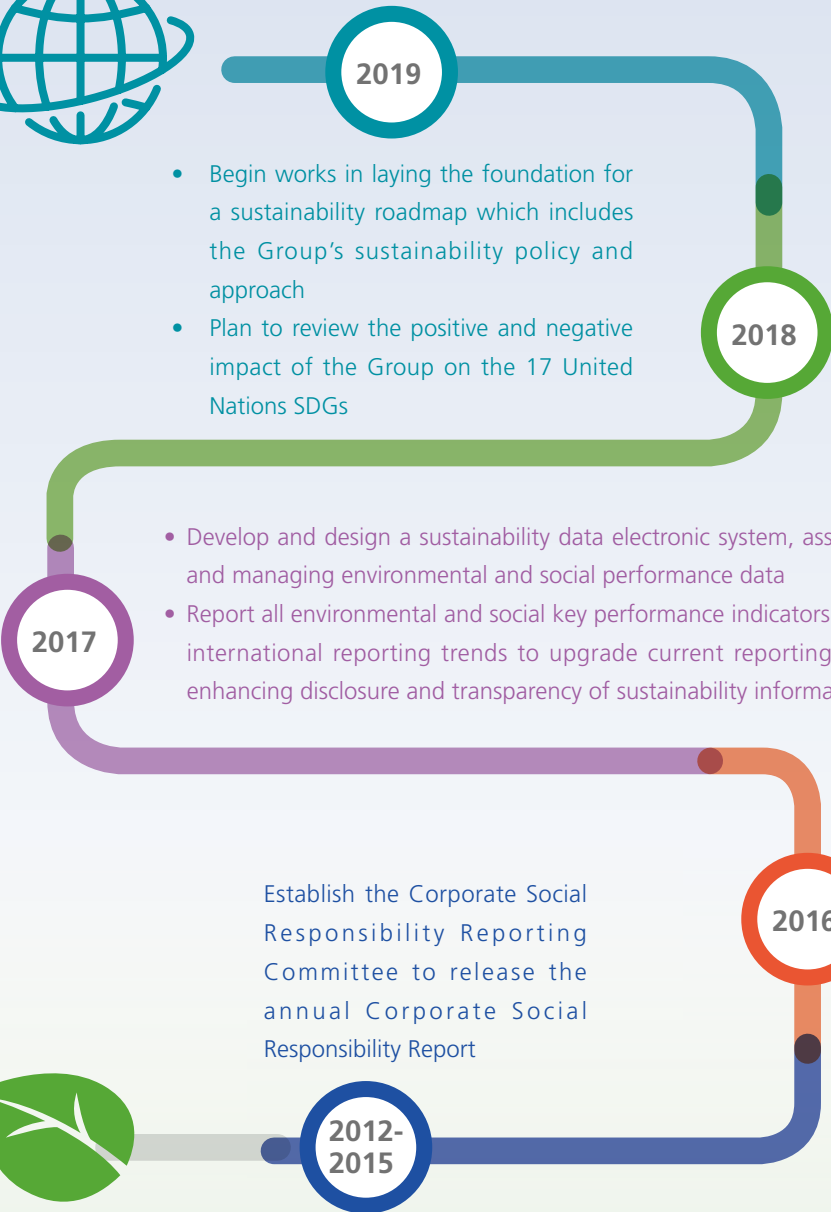 2019
• Begin works in laying the foundation for
a sustainability roadmap which includes
the Group's sustainability policy and
approach
• Plan to review the positive and negative
impact of the Group on the 17 United
Nations SDGs
2018
• Develop and design a sustainability data electronic system,
and managing environmental and social performance data
2017
• Report all environmental and social key performance indicators
international reporting trends to upgrade current reporting
enhancing disclosure and transparency of sustainability
2016
Establish the Corporate Social
Responsibility Reporting
Committee to release the
annual Corporate Social
Responsibility Report
2012-
2015